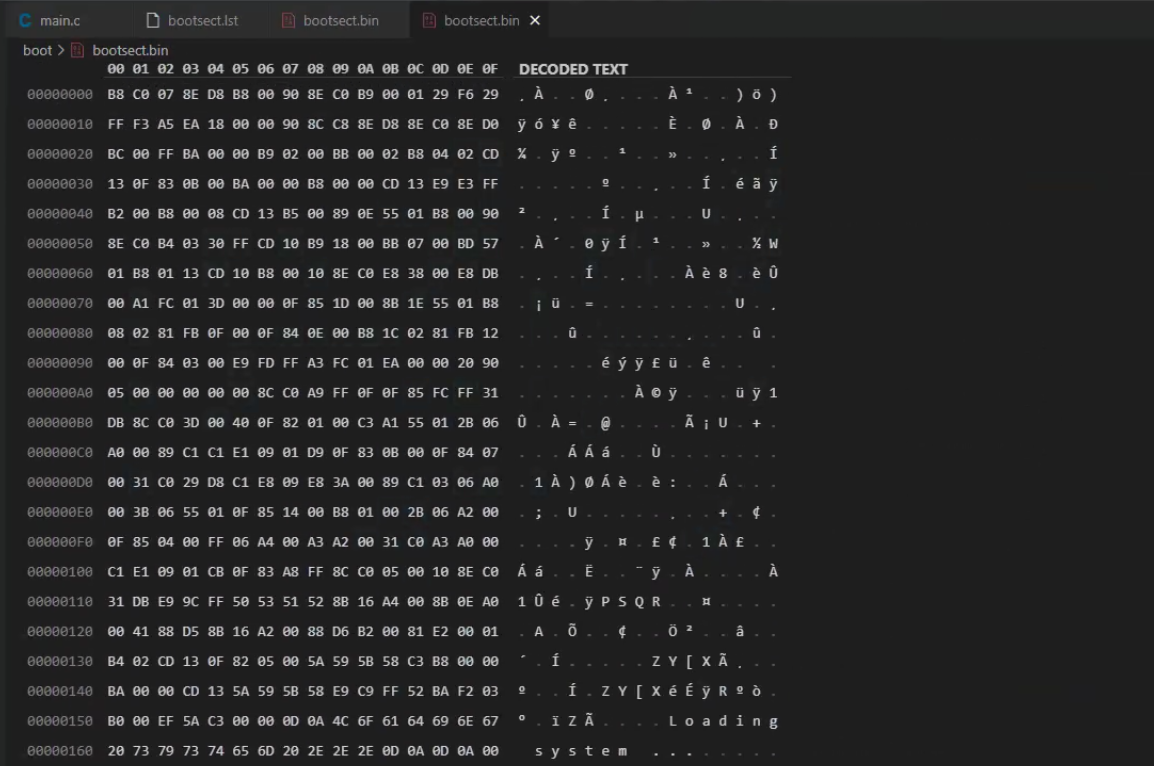 main.c bootsect.lst bootsect.bin bootsect.bin ×
boot > bootsect.bin
00 01 02 03 04 05 06 07 08 09 0A 0B 0C 0D 0E 0F DECODED TEXT
00000000 B8 C0 07 8E D8 B8 00 90 8E C0 B9 00 01 29 F6 29 ¸ À . . Ø ¸ . . . À ¹ . . ) ö )
00000010 FF F3 A5 EA 18 00 00 90 8C C8 8E D8 8E C0 8E D0 ÿ ó ¥ ê . . . . . È . Ø . À . Ð
00000020 BC 00 FF BA 00 00 B9 02 00 BB 00 02 B8 04 02 CD ¼ . ÿ º . . ¹ . . » . . ¸ . . Í
00000030 13 0F 83 0B 00 BA 00 00 B8 00 00 CD 13 E9 E3 FF . . . . . º . . ¸ . . Í . é ã ÿ
00000040 B2 00 B8 00 08 CD 13 B5 00 89 0E 55 01 B8 00 90 ² . ¸ . . Í . µ . . . U . ¸ . .
00000050 8E C0 B4 03 30 FF CD 10 B9 18 00 BB 07 00 BD 57 . À ´ . 0 ÿ Í . ¹ . . » . . ½ W
00000060 01 B8 01 13 CD 10 B8 00 10 8E C0 E8 38 00 E8 DB . ¸ . . Í . ¸ . . . À è 8 . è Û
00000070 00 A1 FC 01 3D 00 00 0F 85 1D 00 8B 1E 55 01 B8 . ¡ ü . = . . . . . . . . U . ¸
00000080 08 02 81 FB 0F 00 0F 84 0E 00 B8 1C 02 81 FB 12 . . . û . . . . . . ¸ . . . û .
00000090 00 0F 84 03 00 E9 FD FF A3 FC 01 EA 00 00 20 90 . . . . . é ý ÿ £ ü . ê . . .
000000A0 05 00 00 00 00 00 8C C0 A9 FF 0F 0F 85 FC FF 31 . . . . . . . À © ÿ . . . ü ÿ 1
000000B0 DB 8C C0 3D 00 40 0F 82 01 00 C3 A1 55 01 2B 06 Û . À = . @ . . . . Ã ¡ U . + .
000000C0 A0 00 89 C1 C1 E1 09 01 D9 0F 83 0B 00 0F 84 07 . . Á Á á . . Ù . . . . . . .
000000D0 00 31 C0 29 D8 C1 E8 09 E8 3A 00 89 C1 03 06 A0 . 1 À ) Ø Á è . è : . . Á . .
000000E0 00 3B 06 55 01 0F 85 14 00 B8 01 00 2B 06 A2 00 . ; . U . . . . . ¸ . . + . ¢ .
000000F0 0F 85 04 00 FF 06 A4 00 A3 A2 00 31 C0 A3 A0 00 . . . . ÿ . ¤ . £ ¢ . 1 À £ .
00000100 C1 E1 09 01 CB 0F 83 A8 FF 8C C0 05 00 10 8E C0 Á á . . Ë . . ¨ ÿ . À . . . . À
00000110 31 DB E9 9C FF 50 53 51 52 8B 16 A4 00 8B 0E A0 1 Û é . ÿ P S Q R . . ¤ . . .
00000120 00 41 88 D5 8B 16 A2 00 88 D6 B2 00 81 E2 00 01 . A . Õ . . ¢ . . Ö ² . . â . .
00000130 B4 02 CD 13 0F 82 05 00 5A 59 5B 58 C3 B8 00 00 ´ . Í . . . . . Z Y [ X Ã ¸ . .
00000140 BA 00 00 CD 13 5A 59 5B 58 E9 C9 FF 52 BA F2 03 º . . Í . Z Y [ X é É ÿ R º ò .
00000150 B0 00 EF 5A C3 00 00 0D 0A 4C 6F 61 64 69 6E 67 ° . ï Z Ã . . . . L o a d i n g
00000160 20 73 79 73 74 65 6D 20 2E 2E 2E 0D 0A 0D 0A 00 s y s t e m . . . . . . . .